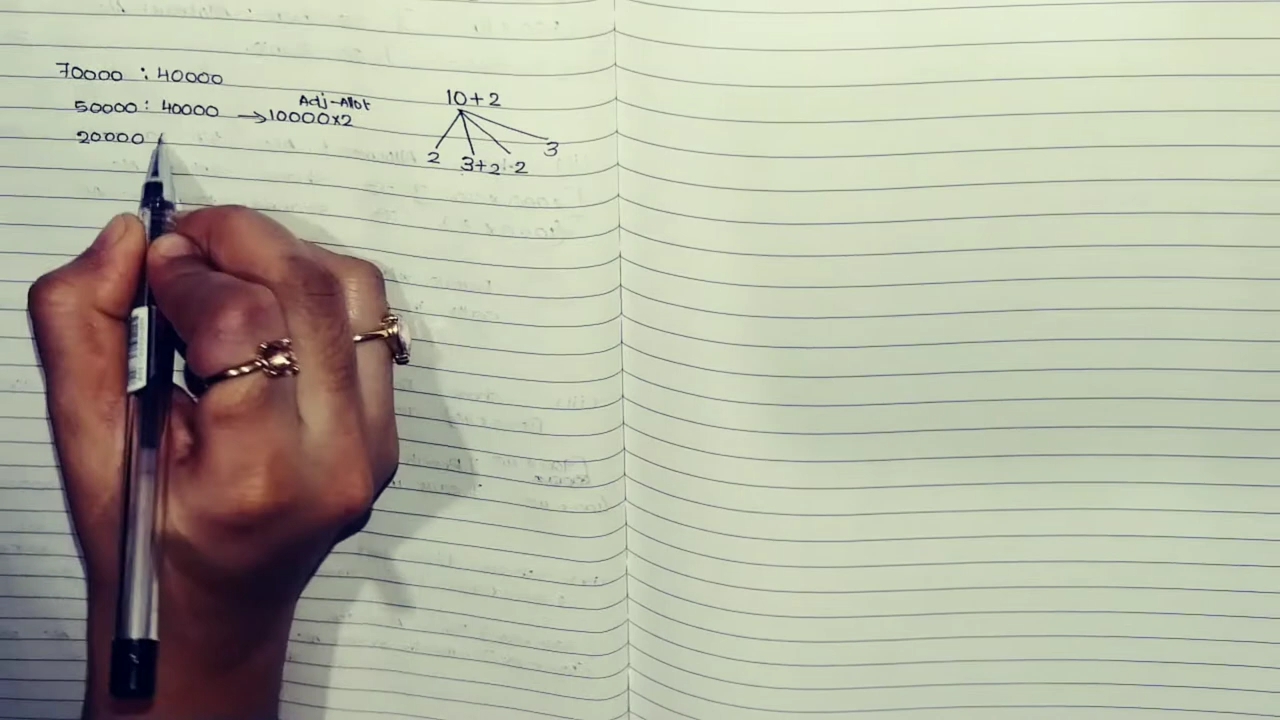 70000 : 40000
50000 : 40000 → 10000x2
Adj-Allot
20000
10+2
2 3+2 2 3